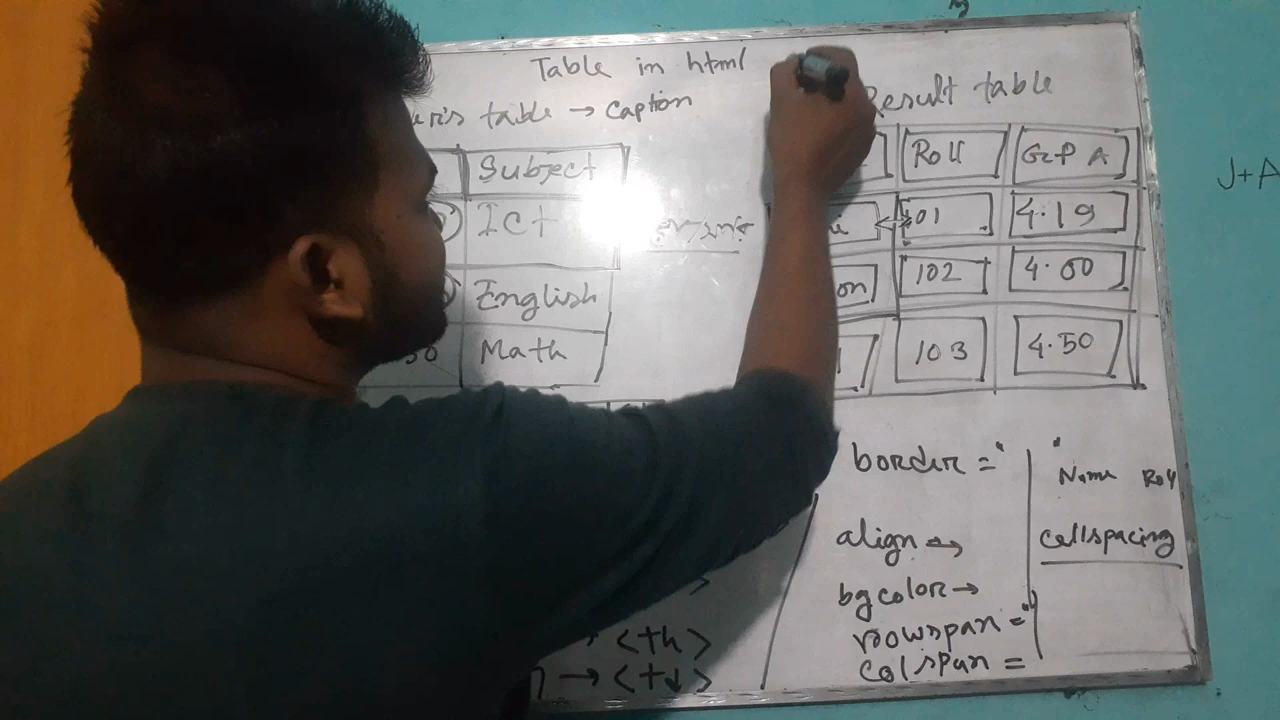 Table in html
table → Caption
Result table
Subject
Roll
GP A
Ict
101
4.19
English
102
4.00
Math
103
4.50
border ="
Name Roll
align
cellspacing
bgcolor →
rowspan ="
→ <th>
colspan =
→ <td>
J+A